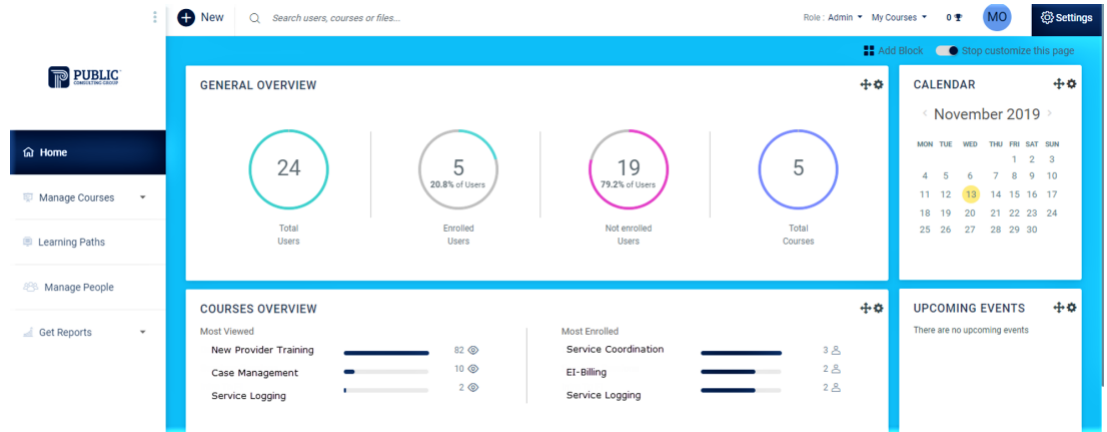 New
Search users, courses or files...
Role : Admin
My Courses
0
MO
Settings
PUBLIC
CONSULTING GROUP
Add Block
Stop customize this page
Home
Manage Courses
Learning Paths
Manage People
Get Reports
GENERAL OVERVIEW
24
Total
Users
5
20.8% of Users
Enrolled
Users
19
79.2% of Users
Not enrolled
Users
5
Total
Courses
CALENDAR
November 2019
MON TUE WED THU FRI SAT SUN
1 2 3
4 5 6 7 8 9 10
11 12 13 14 15 16 17
18 19 20 21 22 23 24
25 26 27 28 29 30
COURSES OVERVIEW
Most Viewed
New Provider Training 82
Case Management 10
Service Logging 2
Most Enrolled
Service Coordination 3
EI-Billing 2
Service Logging 2
UPCOMING EVENTS
There are no upcoming events